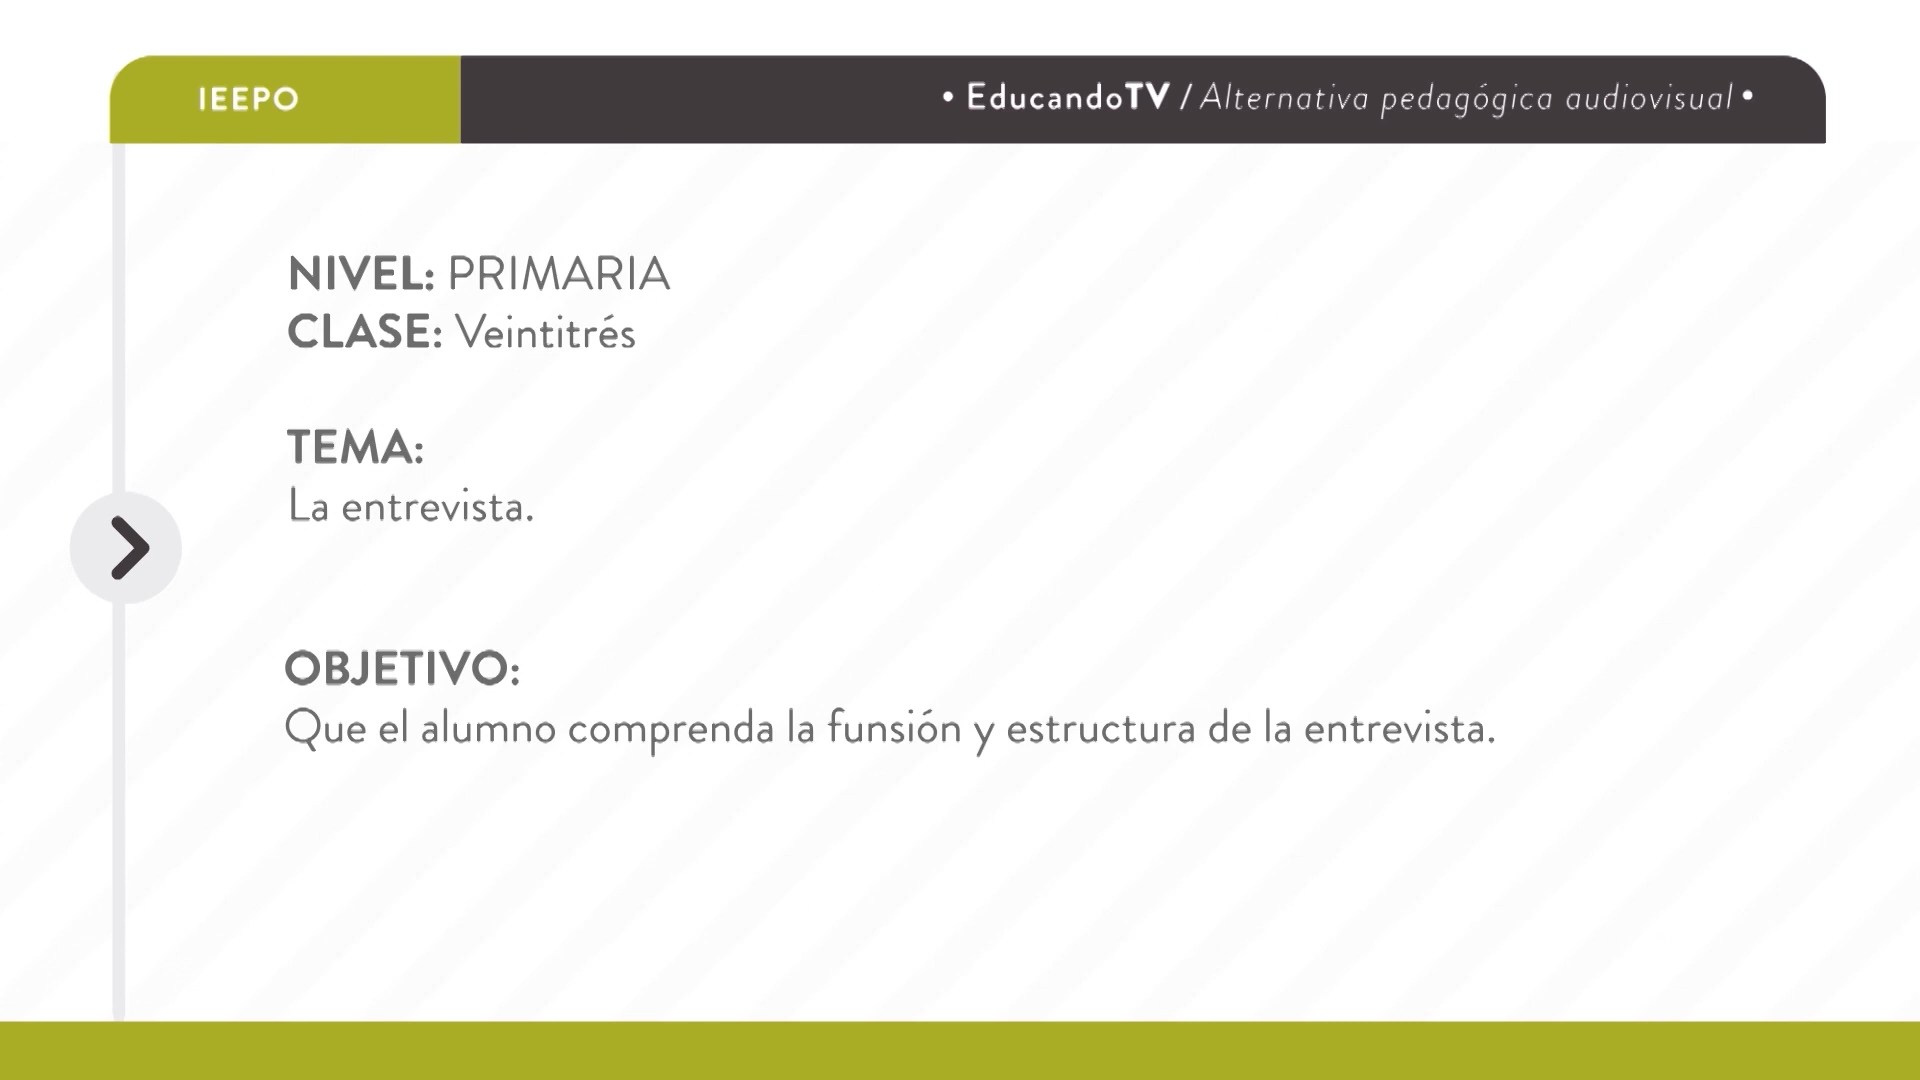 IEEPO
• EducandoTV / Alternativa pedagógica audiovisual •
NIVEL: PRIMARIA
CLASE: Veintitrés
TEMA:
La entrevista.
OBJETIVO:
Que el alumno comprenda la funsión y estructura de la entrevista.